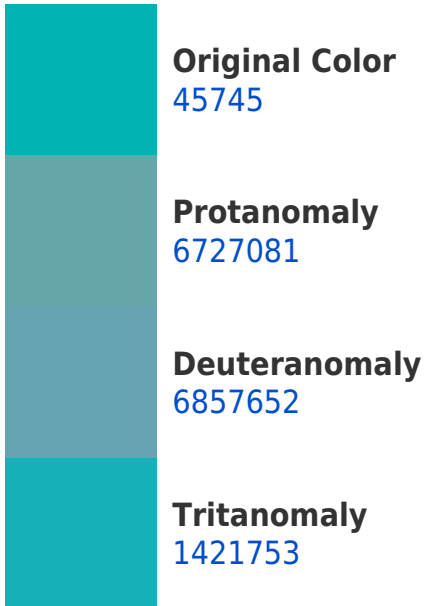 Original Color
45745
Protanomaly
6727081
Deuteranomaly
6857652
Tritanomaly
1421753